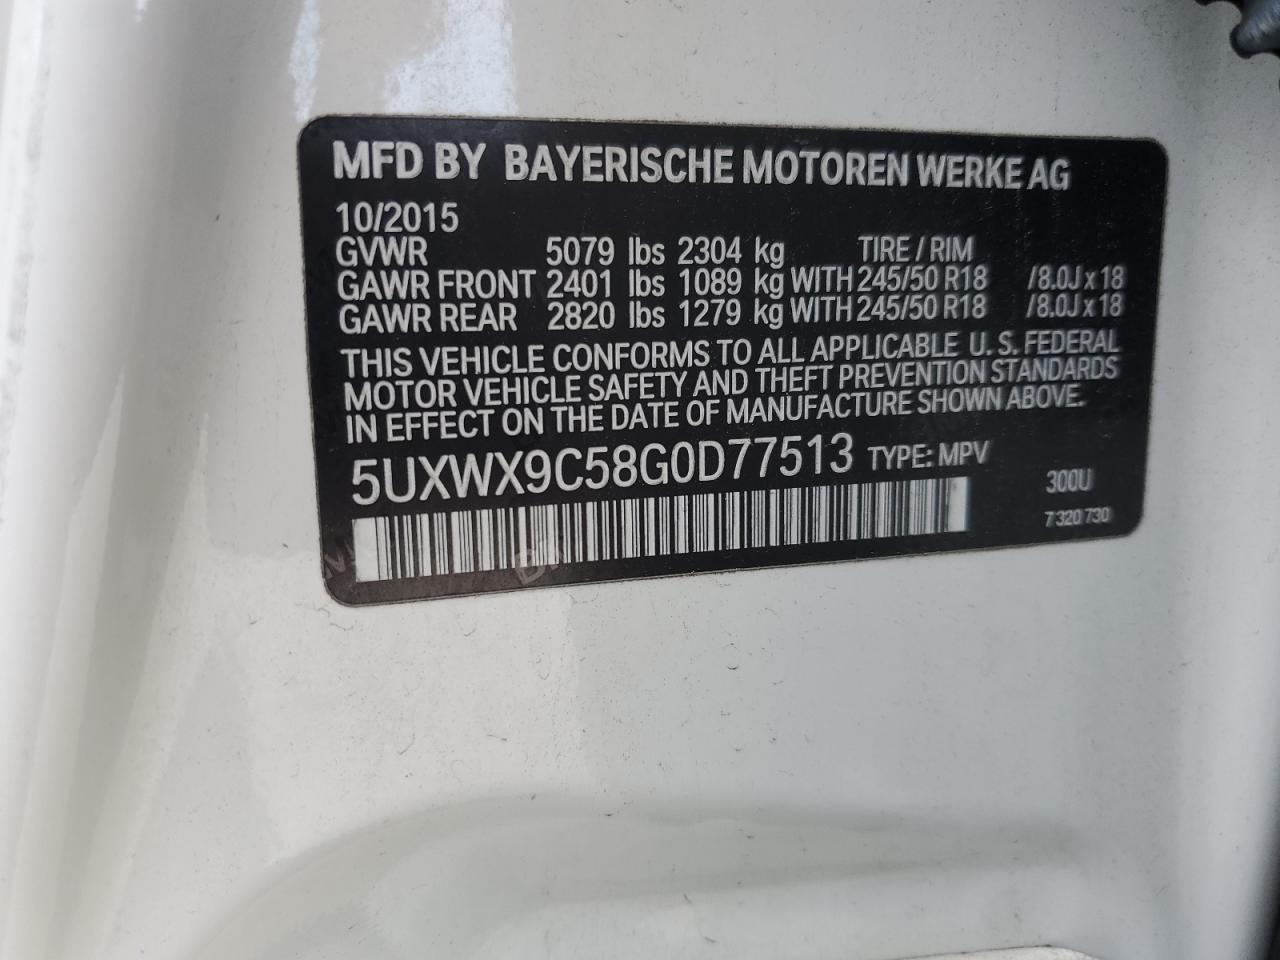 MFD BY BAYERISCHE MOTOREN WERKE AG
10/2015
GVWR 5079 lbs 2304 kg TIRE / RIM
GAWR FRONT 2401 lbs 1089 kg WITH 245/50 R18 /8.0J x 18
GAWR REAR 2820 lbs 1279 kg WITH 245/50 R18 /8.0J x 18
THIS VEHICLE CONFORMS TO ALL APPLICABLE U.S. FEDERAL
MOTOR VEHICLE SAFETY AND THEFT PREVENTION STANDARDS
IN EFFECT ON THE DATE OF MANUFACTURE SHOWN ABOVE.
5UXWX9C58G0D77513 TYPE: MPV
300U
7 320 730